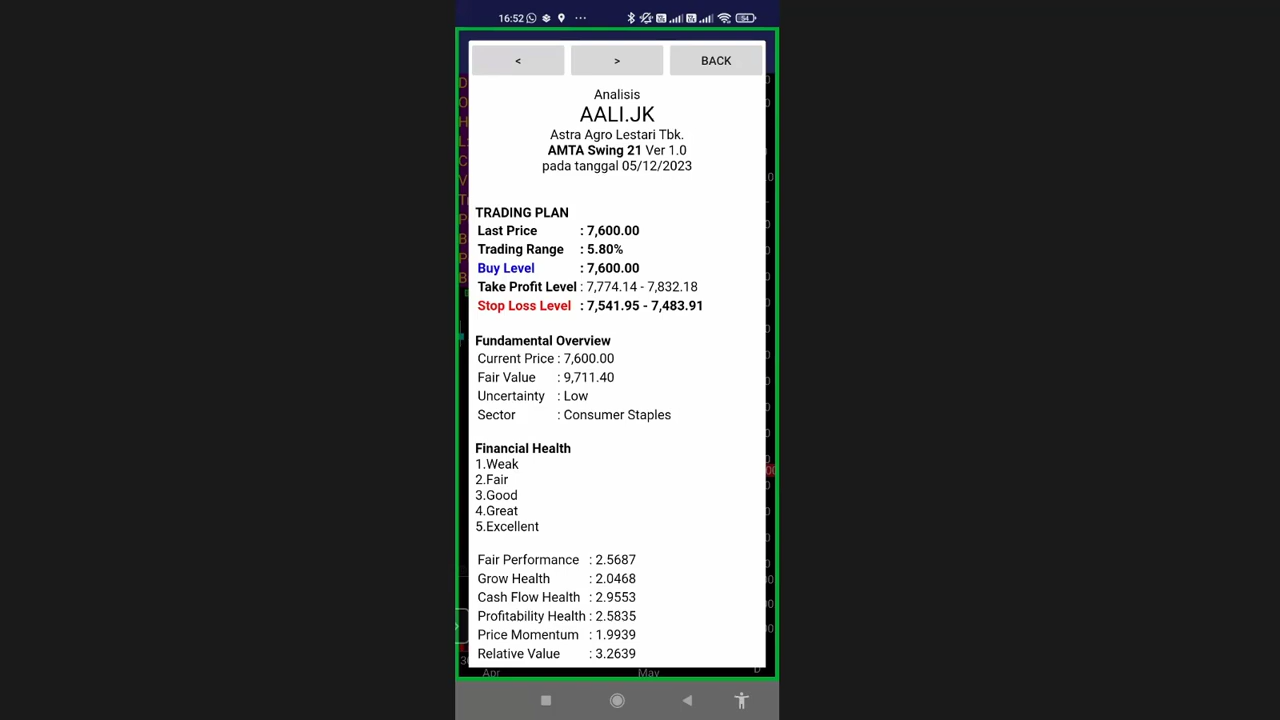 16:52 ...
54
< > BACK
Analisis
AALI.JK
Astra Agro Lestari Tbk.
AMTA Swing 21 Ver 1.0
pada tanggal 05/12/2023
TRADING PLAN
Last Price : 7,600.00
Trading Range : 5.80%
Buy Level : 7,600.00
Take Profit Level : 7,774.14 - 7,832.18
Stop Loss Level : 7,541.95 - 7,483.91
Fundamental Overview
Current Price : 7,600.00
Fair Value : 9,711.40
Uncertainty : Low
Sector : Consumer Staples
Financial Health
1.Weak
2.Fair
3.Good
4.Great
5.Excellent
Fair Performance : 2.5687
Grow Health : 2.0468
Cash Flow Health : 2.9553
Profitability Health : 2.5835
Price Momentum : 1.9939
Relative Value : 3.2639
Apr May